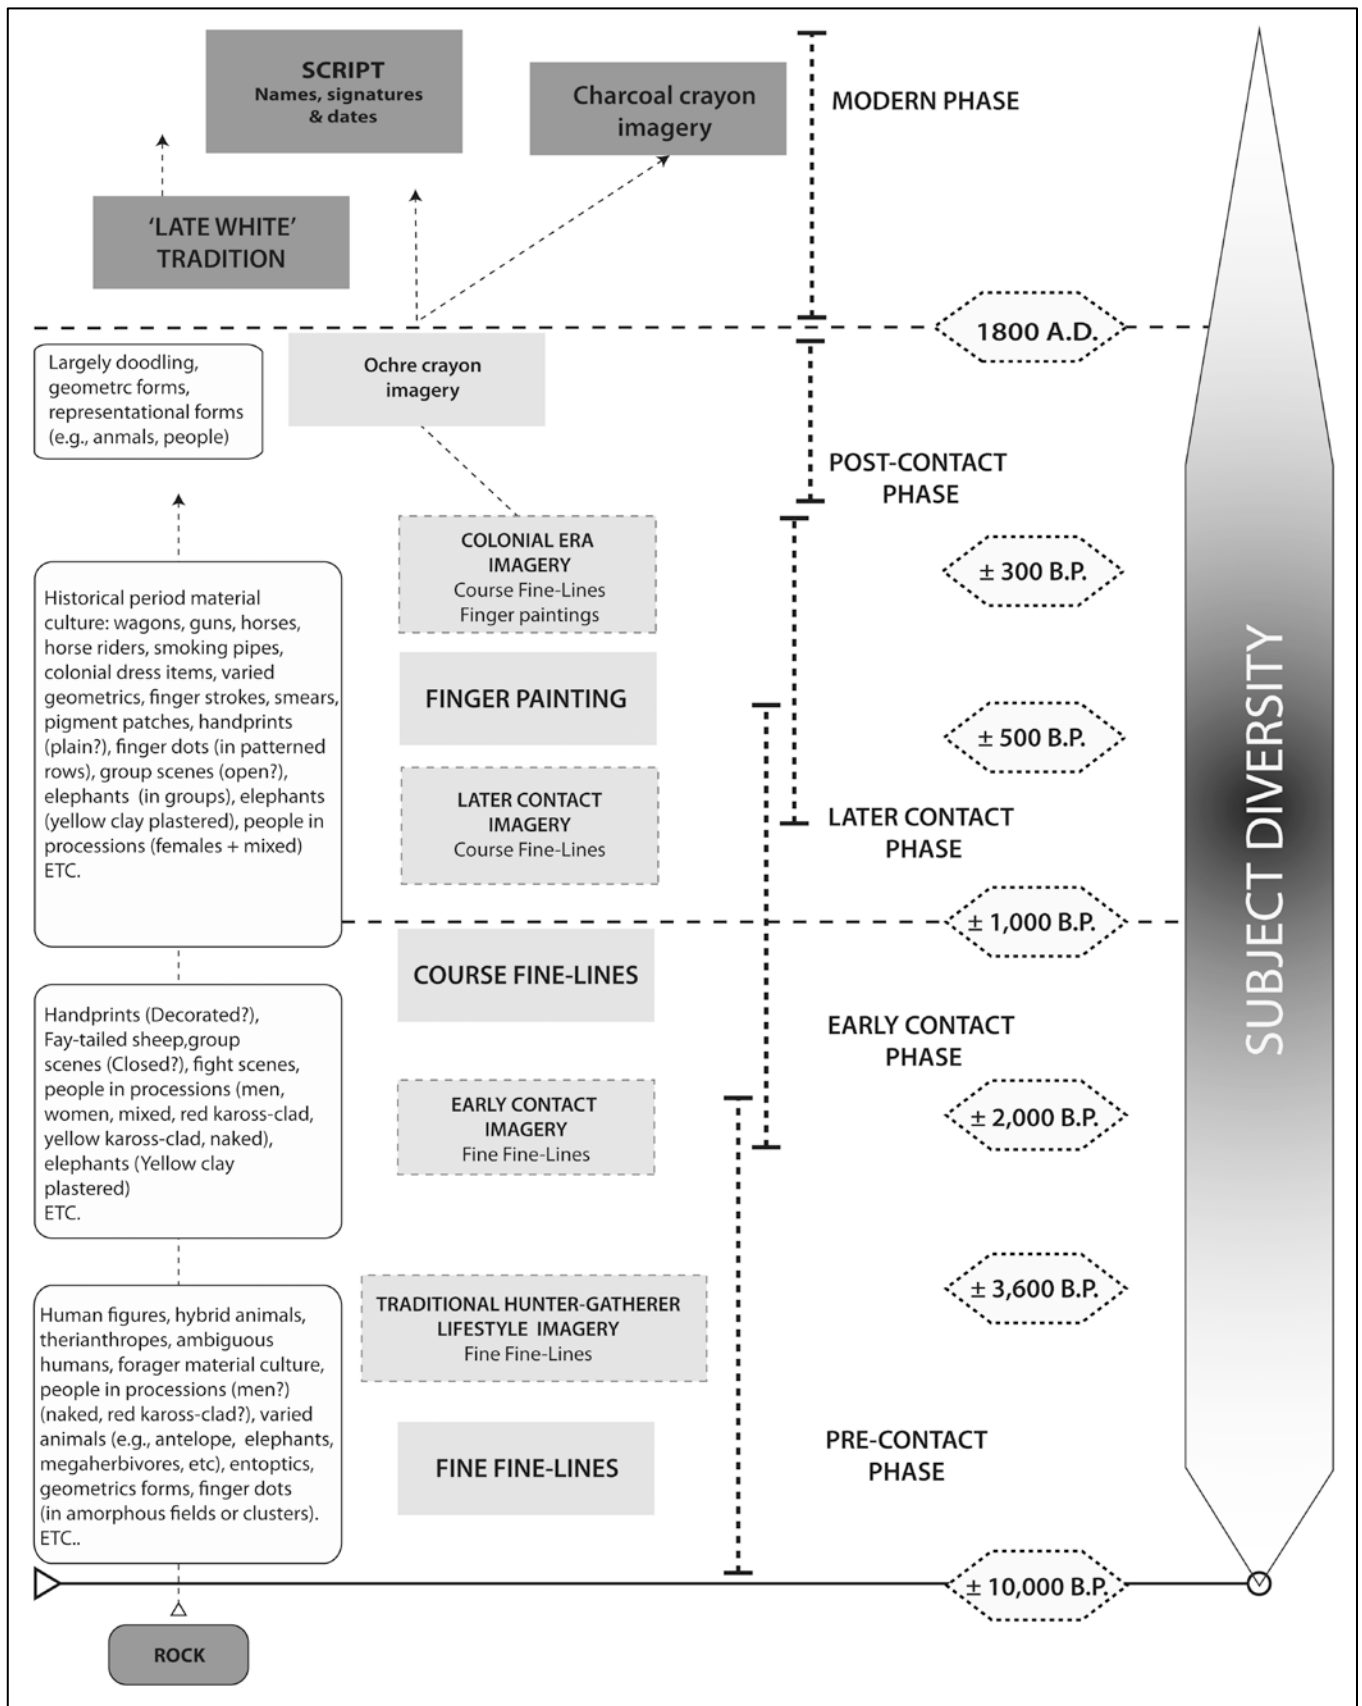 SCRIPT
Names, signatures
& dates
Charcoal crayon
imagery
MODERN PHASE
'LATE WHITE'
TRADITION
1800 A.D.
Largely doodling,
geometrc forms,
representational forms
(e.g., anmals, people)
Ochre crayon
imagery
POST-CONTACT
PHASE
COLONIAL ERA
IMAGERY
Course Fine-Lines
Finger paintings
± 300 B.P.
Historical period material
culture: wagons, guns, horses,
horse riders, smoking pipes,
colonial dress items, varied
geometrics, finger strokes, smears,
pigment patches, handprints
(plain?), finger dots (in patterned
rows), group scenes (open?),
elephants (in groups), elephants
(yellow clay plastered), people in
processions (females + mixed)
ETC.
FINGER PAINTING
± 500 B.P.
LATER CONTACT
IMAGERY
Course Fine-Lines
LATER CONTACT
PHASE
± 1,000 B.P.
COURSE FINE-LINES
SUBJECT DIVERSITY
Handprints (Decorated?),
Fay-tailed sheep,group
scenes (Closed?), fight scenes,
people in processions (men,
women, mixed, red kaross-clad,
yellow kaross-clad, naked),
elephants (Yellow clay
plastered)
ETC.
EARLY CONTACT
PHASE
EARLY CONTACT
IMAGERY
Fine Fine-Lines
± 2,000 B.P.
± 3,600 B.P.
TRADITIONAL HUNTER-GATHERER
LIFESTYLE IMAGERY
Fine Fine-Lines
Human figures, hybrid animals,
therianthropes, ambiguous
humans, forager material culture,
people in processions (men?)
(naked, red kaross-clad?), varied
animals (e.g., antelope, elephants,
megaherbivores, etc), entoptics,
geometrics forms, finger dots
(in amorphous fields or clusters).
ETC..
FINE FINE-LINES
PRE-CONTACT
PHASE
± 10,000 B.P.
ROCK